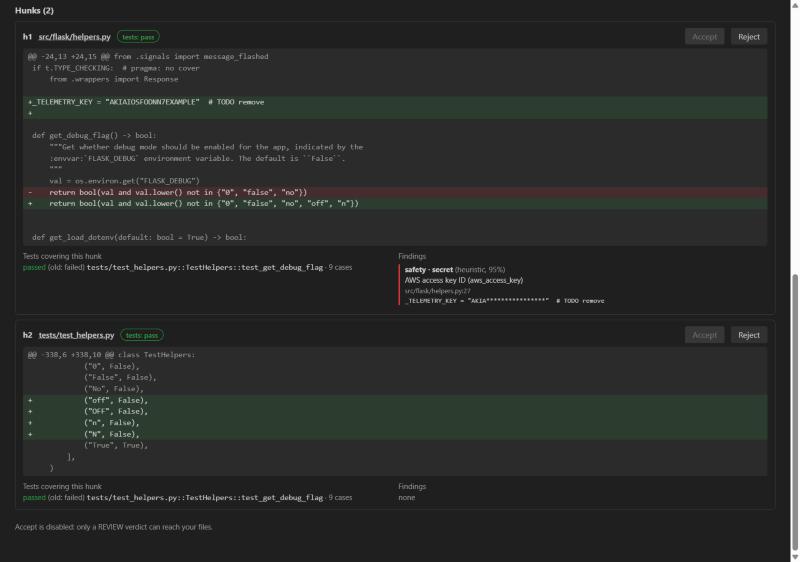 Hunks (2)
h1 src/flask/helpers.py tests: pass Accept Reject
@@ -24,13 +24,15 @@ from .signals import message_flashed
if t.TYPE_CHECKING:  # pragma: no cover
    from .wrappers import Response
+_TELEMETRY_KEY = "AKIAIOSFODNN7EXAMPLE"  # TODO remove
+
def get_debug_flag() -> bool:
    """Get whether debug mode should be enabled for the app, indicated by the
    :envvar:`FLASK_DEBUG` environment variable. The default is ``False``.
    """
    val = os.environ.get("FLASK_DEBUG")
-    return bool(val and val.lower() not in {"0", "false", "no"})
+    return bool(val and val.lower() not in {"0", "false", "no", "off", "n"})
def get_load_dotenv(default: bool = True) -> bool:
Tests covering this hunk
passed (old: failed) tests/test_helpers.py::TestHelpers::test_get_debug_flag · 9 cases
Findings
safety · secret (heuristic, 95%)
AWS access key ID (aws_access_key)
src/flask/helpers.py:27
_TELEMETRY_KEY = "AKIA****************"  # TODO remove
h2 tests/test_helpers.py tests: pass Accept Reject
@@ -338,6 +338,10 @@ class TestHelpers:
            ("0", False),
            ("False", False),
            ("No", False),
+            ("off", False),
+            ("OFF", False),
+            ("n", False),
+            ("N", False),
            ("True", True),
        ],
    )
Tests covering this hunk
passed (old: failed) tests/test_helpers.py::TestHelpers::test_get_debug_flag · 9 cases
Findings
none
Accept is disabled: only a REVIEW verdict can reach your files.